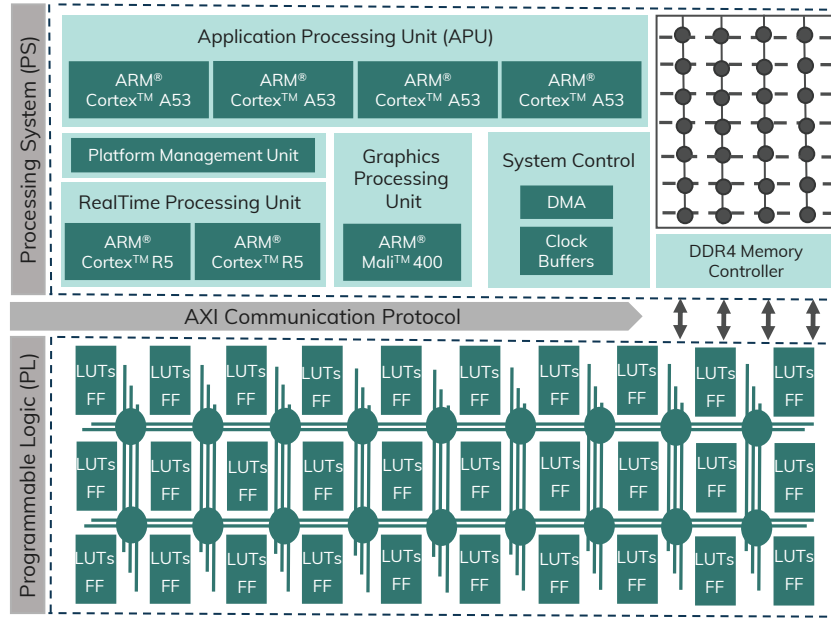 Processing System (PS)
Application Processing Unit (APU)
ARM® ARM® ARM® ARM®
Cortex™ A53 Cortex™ A53 Cortex™ A53 Cortex™ A53
Platform Management Unit
Graphics
Processing
Unit
System Control
RealTime Processing Unit
DMA
ARM® ARM®
Cortex™ R5 Cortex™ R5
ARM®
Mali™ 400
Clock
Buffers
DDR4 Memory
Controller
AXI Communication Protocol
Programmable Logic (PL)
LUTs LUTs LUTs LUTs LUTs LUTs LUTs LUTs LUTs LUTs
FF FF FF FF FF FF FF FF FF FF
LUTs LUTs LUTs LUTs LUTs LUTs LUTs LUTs LUTs LUTs
FF FF FF FF FF FF FF FF FF FF
LUTs LUTs LUTs LUTs LUTs LUTs LUTs LUTs LUTs LUTs
FF FF FF FF FF FF FF FF FF FF